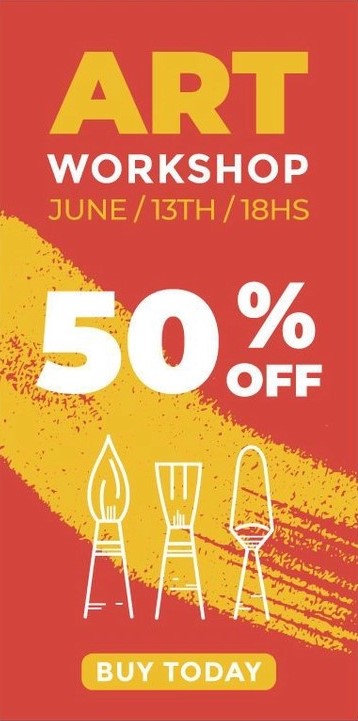 ART
WORKSHOP
JUNE / 13TH / 18HS
50%
OFF
BUY TODAY